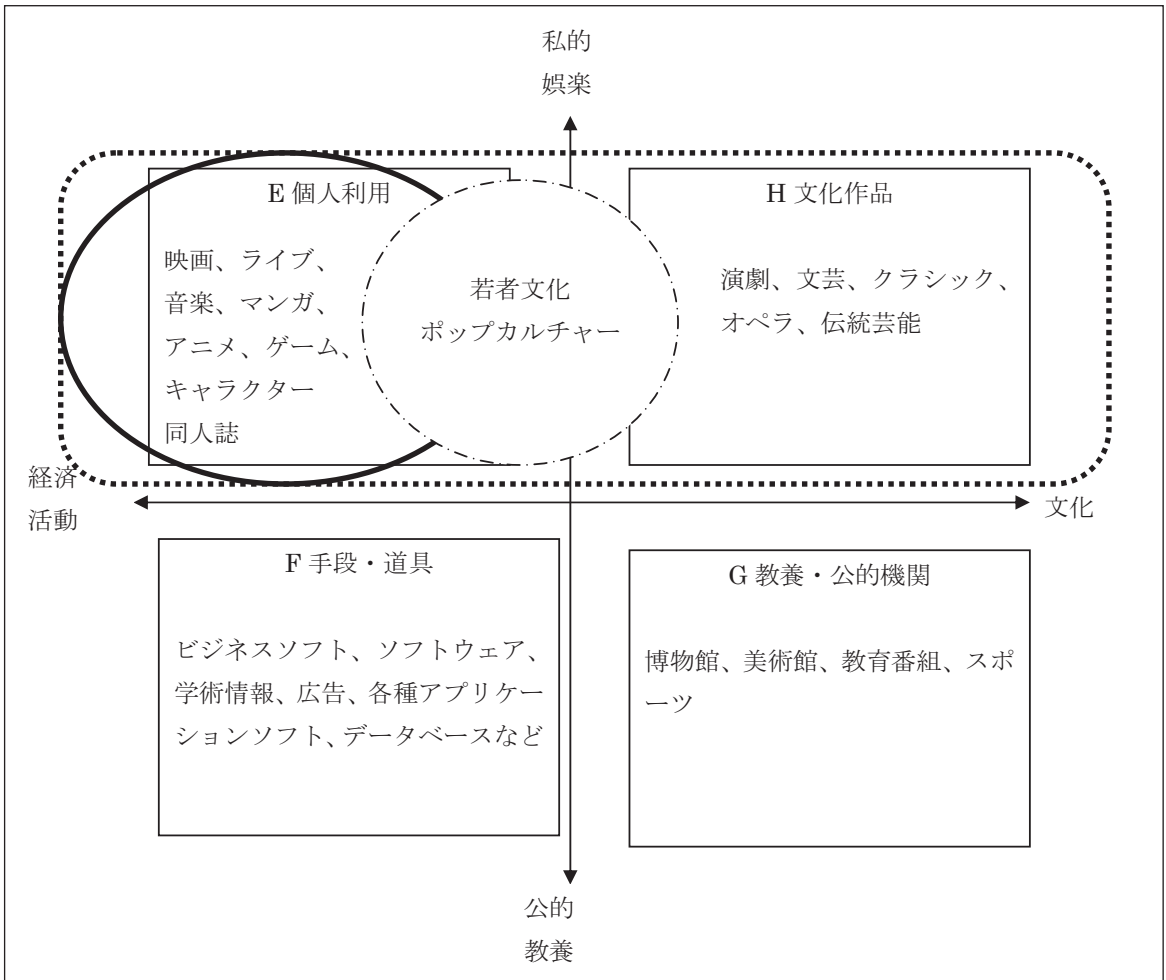 私的
娯楽
E 個人利用
映画、ライブ、
音楽、マンガ、
アニメ、ゲーム、
キャラクター
同人誌
若者文化
ポップカルチャー
H 文化作品
演劇、文芸、クラシック、
オペラ、伝統芸能
経済
活動
文化
F 手段・道具
ビジネスソフト、ソフトウェア、
学術情報、広告、各種アプリケー
ションソフト、データベースなど
G 教養・公的機関
博物館、美術館、教育番組、スポ
ーツ
公的
教養